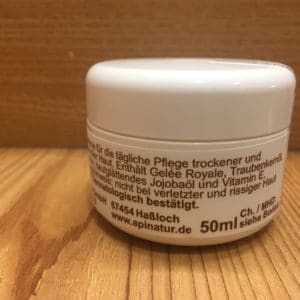 für die tägliche Pflege trockener und
Haut. Enthält Gelée Royale, Traubenkernöl,
hautglättendes Jojobaöl und Vitamin E
nicht bei verletzter und rissiger Haut
bestätigt.
67454 Haßloch
www.apinatur.de
50ml
Ch. / MHD:
siehe Boden